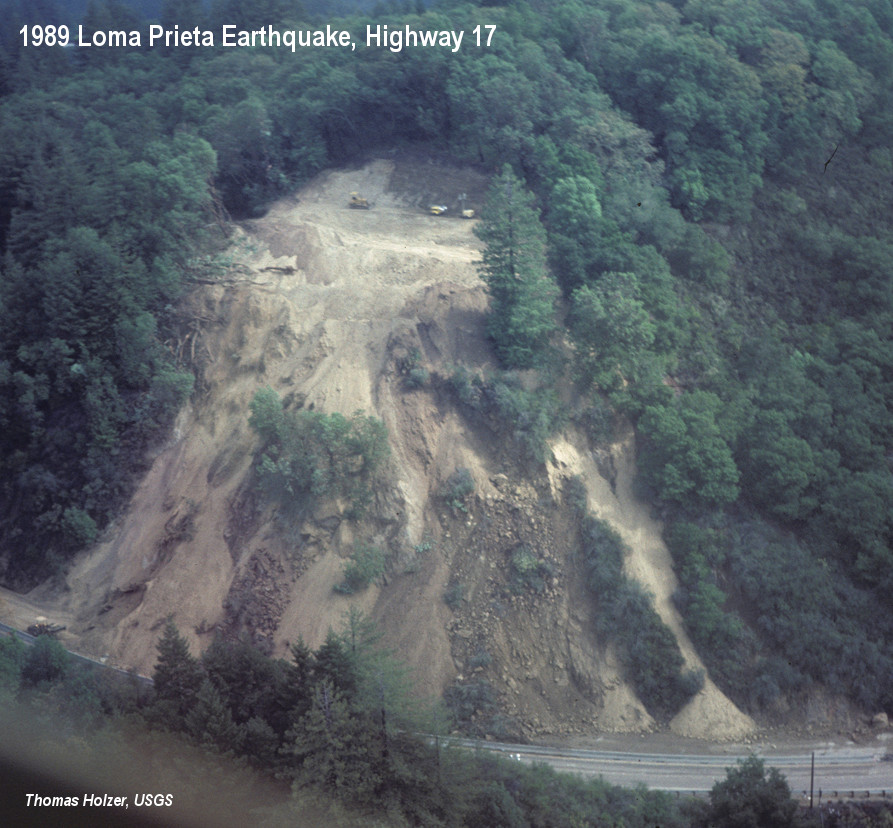 1989 Loma Prieta Earthquake, Highway 17
Thomas Holzer, USGS